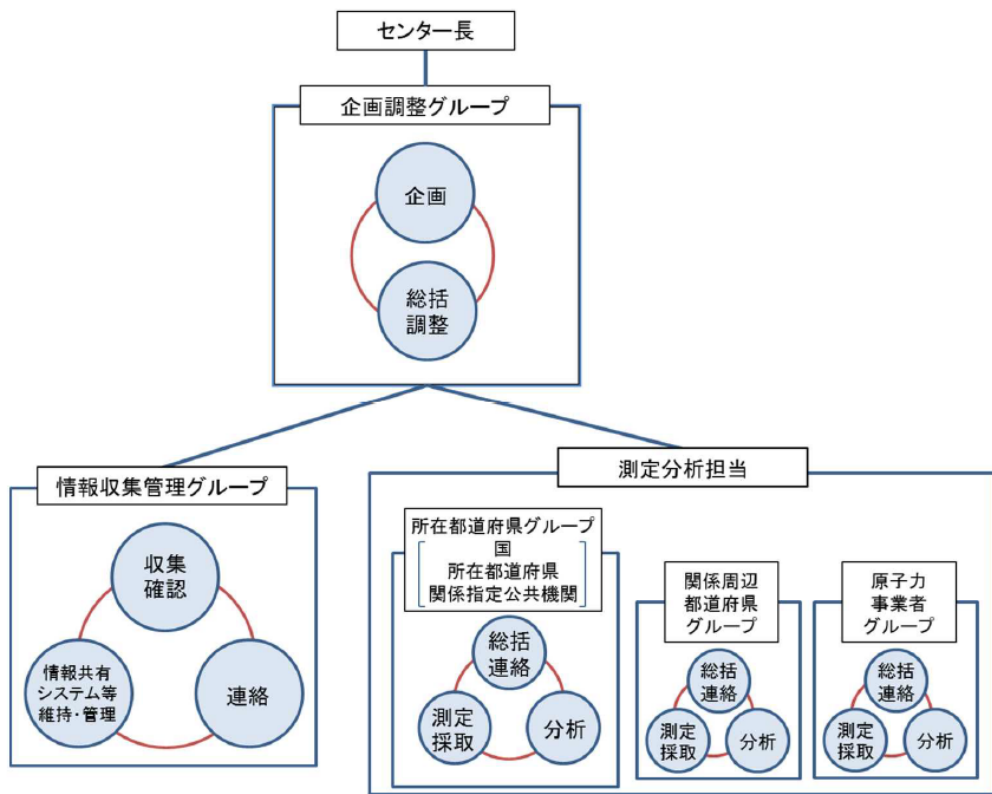 センター長
企画調整グループ
企画
総括
調整
情報収集管理グループ
収集
確認
情報共有
システム等
維持・管理
連絡
測定分析担当
所在都道府県グループ
国
所在都道府県
関係指定公共機関
総括
連絡
測定
採取
分析
関係周辺
都道府県
グループ
総括
連絡
測定
採取
分析
原子力
事業者
グループ
総括
連絡
測定
採取
分析